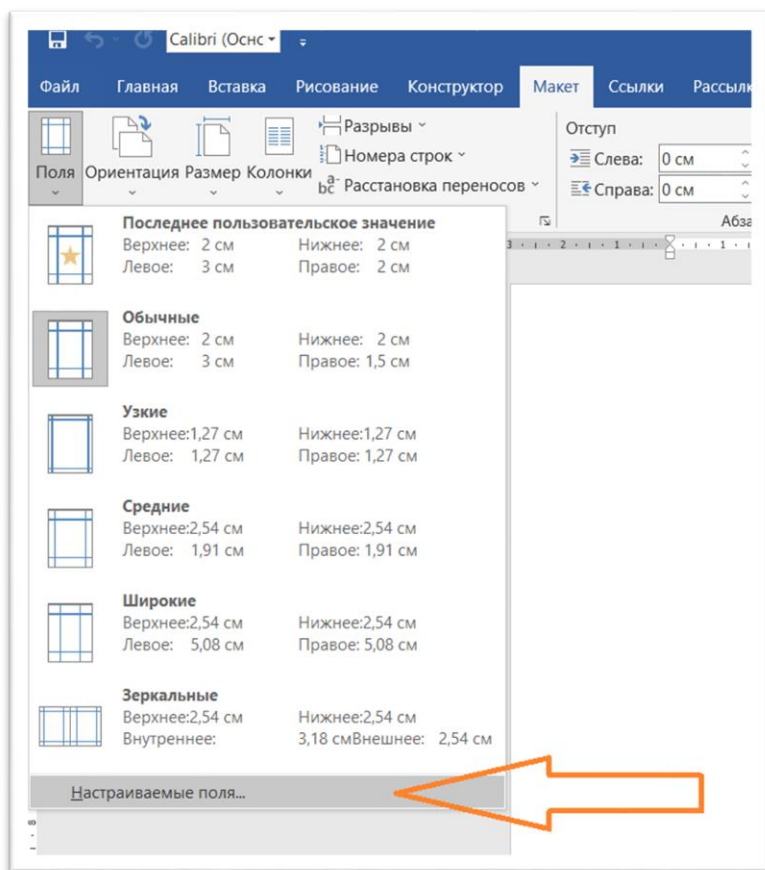 Calibri (Оснс
Файл Главная Вставка Рисование Конструктор Макет Ссылки Рассылк
Поля Ориентация Размер Колонки
Разрывы
Номера строк
Расстановка переносов
Отступ
Слева: 0 см
Справа: 0 см
Абза
Последнее пользовательское значение
Верхнее: 2 см Нижнее: 2 см
Левое: 3 см Правое: 2 см
Обычные
Верхнее: 2 см Нижнее: 2 см
Левое: 3 см Правое: 1,5 см
Узкие
Верхнее:1,27 см Нижнее:1,27 см
Левое: 1,27 см Правое: 1,27 см
Средние
Верхнее:2,54 см Нижнее:2,54 см
Левое: 1,91 см Правое: 1,91 см
Широкие
Верхнее:2,54 см Нижнее:2,54 см
Левое: 5,08 см Правое: 5,08 см
Зеркальные
Верхнее:2,54 см Нижнее:2,54 см
Внутреннее: 3,18 смВнешнее: 2,54 см
Настраиваемые поля...
3 2 1 1